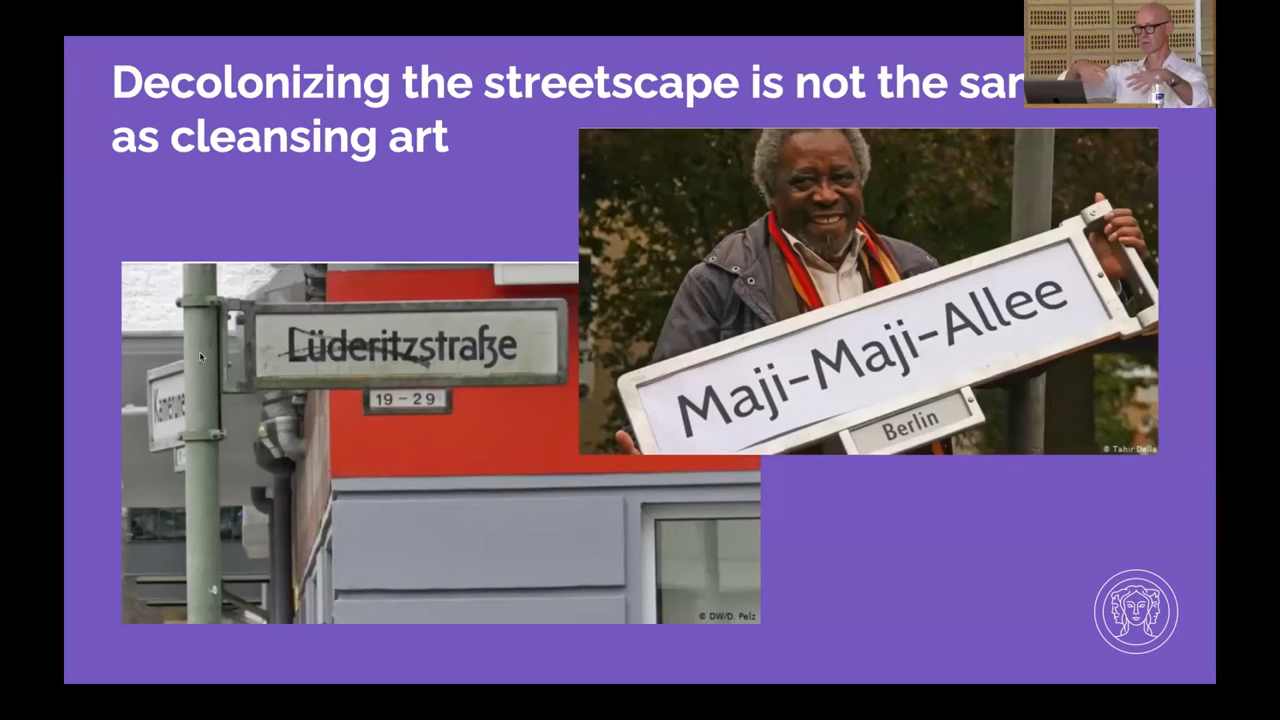 Decolonizing the streetscape is not the
as cleansing art
Maji-Maji-Allee
Berlin
© Tahir Della
Lüderitzstraße
19-29
© DW/D. Pelz